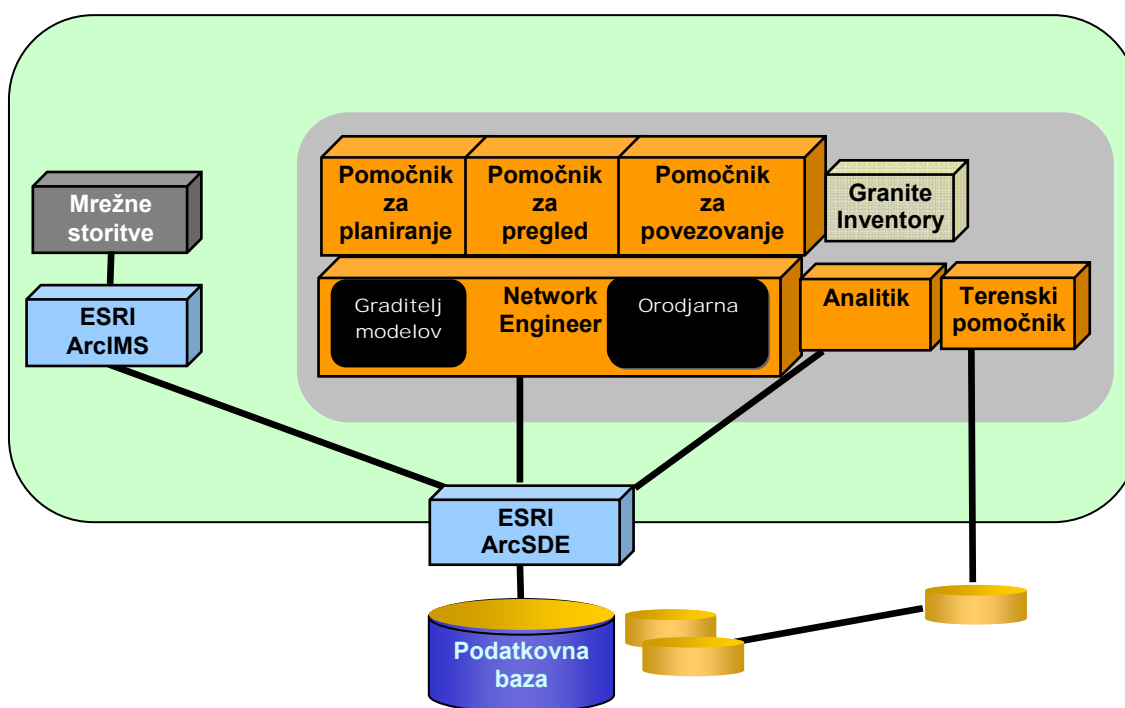 Pomočnik
za
planiranje
Pomočnik
za
pregled
Pomočnik
za
povezovanje
Granite
Inventory
Mrežne
storitve
ESRI
ArcIMS
Graditelj
modelov
Network
Engineer
Orodjarna
Analitik
Terenski
pomočnik
ESRI
ArcSDE
Podatkovna
baza